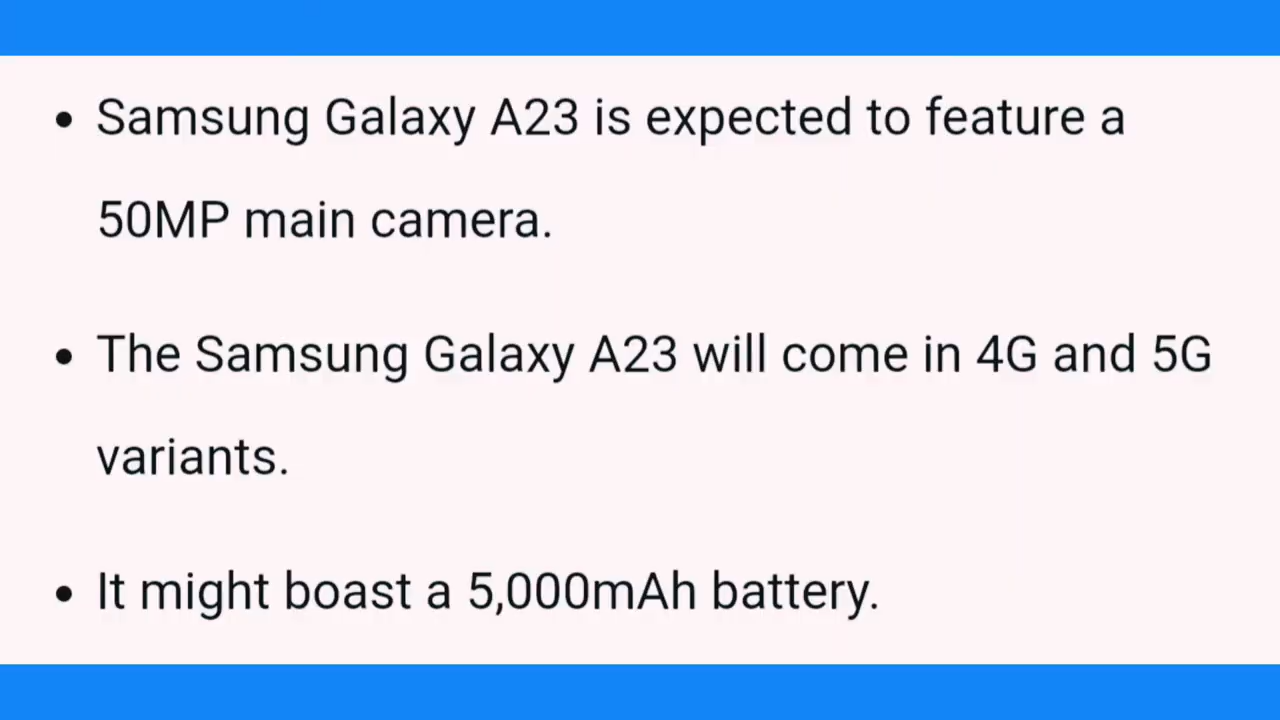 • Samsung Galaxy A23 is expected to feature a
50MP main camera.
• The Samsung Galaxy A23 will come in 4G and 5G
variants.
• It might boast a 5,000mAh battery.